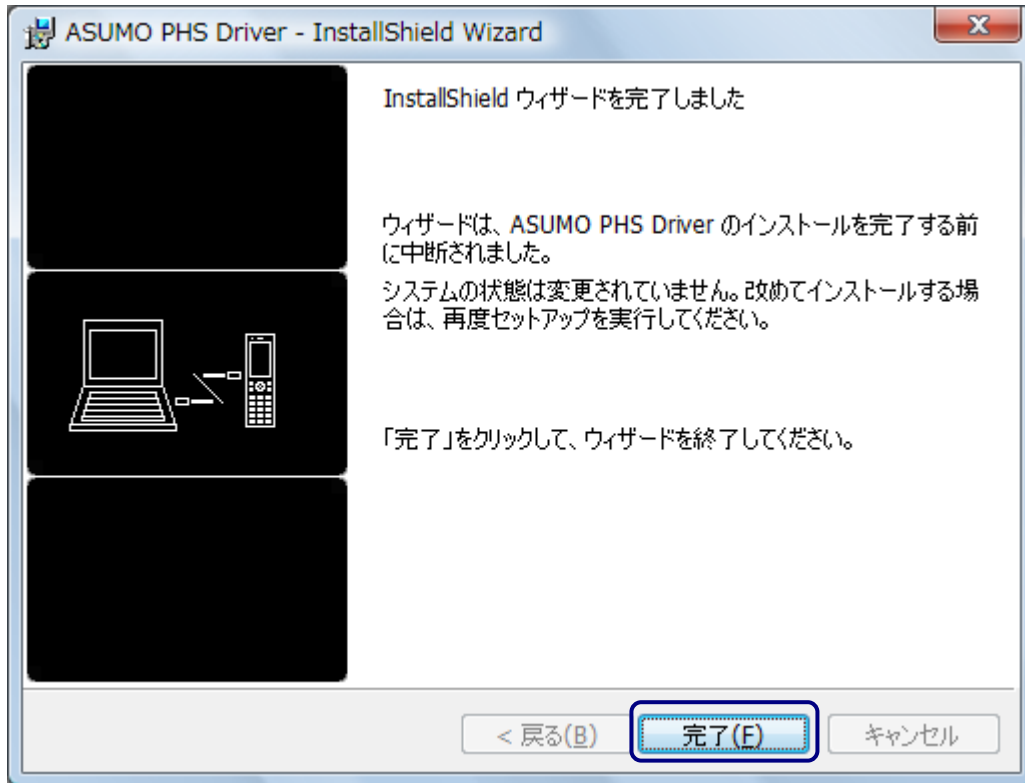 ASUMO PHS Driver - InstallShield Wizard
InstallShield ウィザードを完了しました
ウィザードは、ASUMO PHS Driver のインストールを完了する前
に中断されました。
システムの状態は変更されていません。改めてインストールする場
合は、再度セットアップを実行してください。
「完了」をクリックして、ウィザードを終了してください。
< 戻る(B)
完了(F)
キャンセル